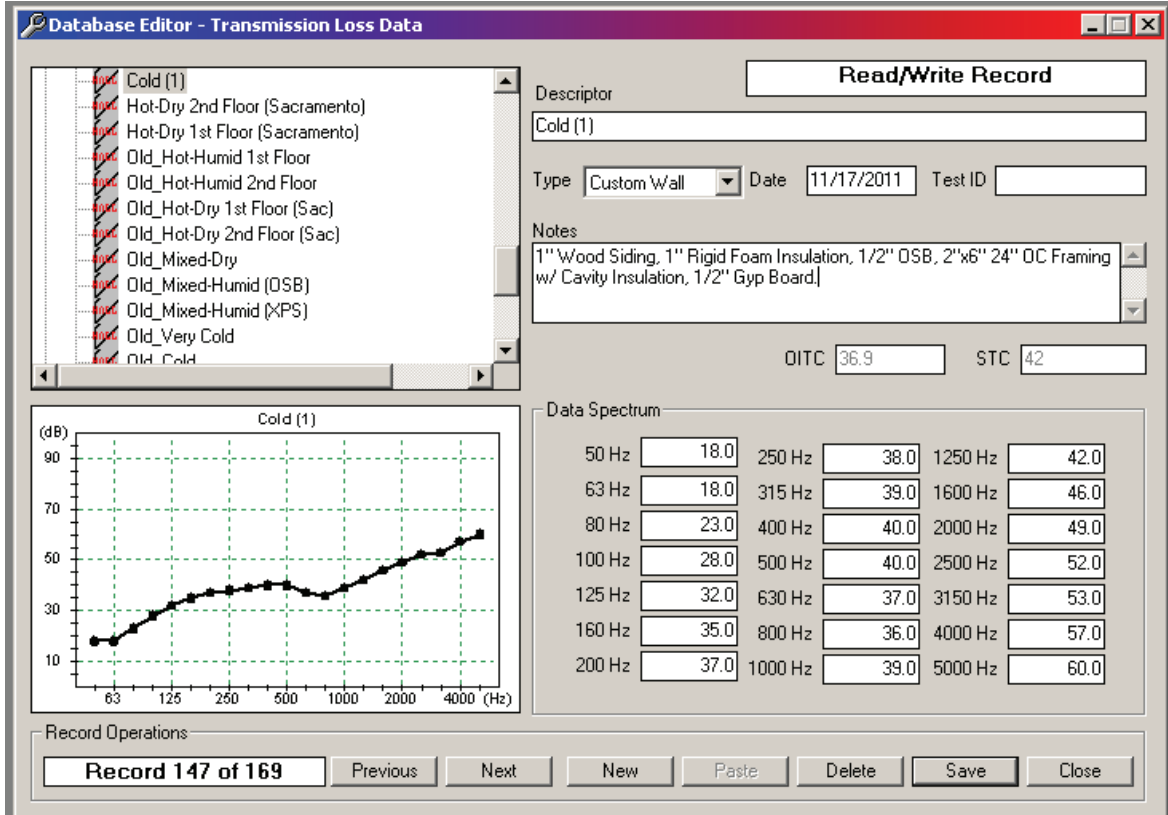 Database Editor - Transmission Loss Data
Cold (1)
Hot-Dry 2nd Floor (Sacramento)
Hot-Dry 1st Floor (Sacramento)
Old_Hot-Humid 1st Floor
Old_Hot-Humid 2nd Floor
Old_Hot-Dry 1st Floor (Sac)
Old_Hot-Dry 2nd Floor (Sac)
Old_Mixed-Dry
Old_Mixed-Humid (OSB)
Old_Mixed-Humid (XPS)
Old_Very Cold
Old_Cold
Read/Write Record
Descriptor
Cold (1)
Type Custom Wall Date 11/17/2011 Test ID
Notes
1" Wood Siding, 1" Rigid Foam Insulation, 1/2" OSB, 2"x6" 24" OC Framing
w/ Cavity Insulation, 1/2" Gyp Board.
OITC 36.9 STC 42
Cold (1)
(dB)
90
70
50
30
10
63 125 250 500 1000 2000 4000 (Hz)
Data Spectrum
50 Hz 18.0 250 Hz 38.0 1250 Hz 42.0
63 Hz 18.0 315 Hz 39.0 1600 Hz 46.0
80 Hz 23.0 400 Hz 40.0 2000 Hz 49.0
100 Hz 28.0 500 Hz 40.0 2500 Hz 52.0
125 Hz 32.0 630 Hz 37.0 3150 Hz 53.0
160 Hz 35.0 800 Hz 36.0 4000 Hz 57.0
200 Hz 37.0 1000 Hz 39.0 5000 Hz 60.0
Record Operations
Record 147 of 169 Previous Next New Paste Delete Save Close